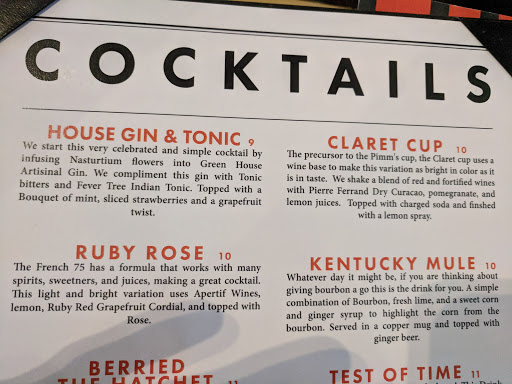 COCKTAILS
HOUSE GIN & TONIC 9
We start this very celebrated and simple cocktail by
infusing Nasturtium flowers into Green House
Artisinal Gin. We compliment this gin with Tonic
bitters and Fever Tree Indian Tonic. Topped with a
Bouquet of mint, sliced strawberries and a grapefruit
twist.
RUBY ROSE 10
The French 75 has a formula that works with many
spirits, sweetners, and juices, making a great cocktail.
This light and bright variation uses Apertif Wines,
lemon, Ruby Red Grapefruit Cordial, and topped with
Rose.
BERRIED
THE HATCHET 11
CLARET CUP 10
The precursor to the Pimm's cup, the Claret cup uses a
wine base to make this variation as bright in color as it
is in taste. We shake a blend of red and fortified wines
with Pierre Ferrand Dry Curacao, pomegranate, and
lemon juices. Topped with charged soda and finshed
with a lemon spray.
KENTUCKY MULE 10
Whatever day it might be, if you are thinking about
giving bourbon a go this is the drink for you. A simple
combination of Bourbon, fresh lime, and a sweet corn
and ginger syrup to highlight the corn from the
bourbon. Served in a copper mug and topped with
ginger beer.
TEST OF TIME 11